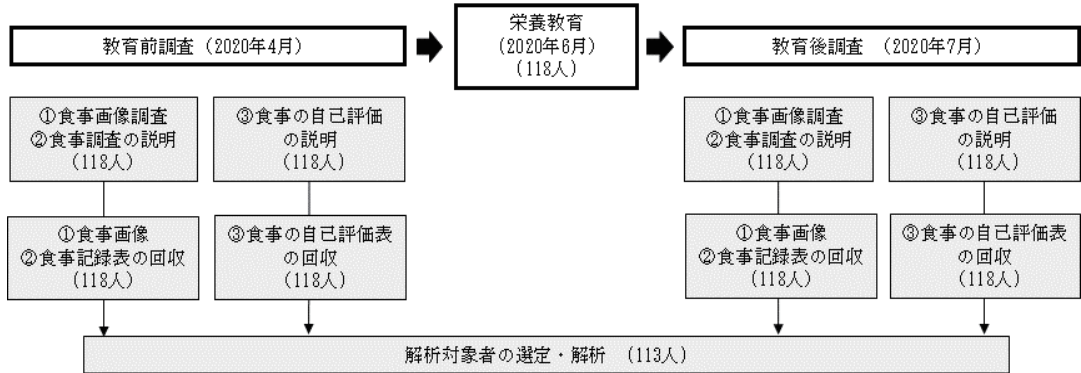 教育前調査（2020年4月）
栄養教育
（2020年6月）
（118人）
教育後調査　（2020年7月）
①食事画像調査
②食事調査の説明
（118人）
③食事の自己評価
の説明
（118人）
①食事画像調査
②食事調査の説明
（118人）
③食事の自己評価
の説明
（118人）
①食事画像
②食事記録表の回収
（118人）
③食事の自己評価表
の回収
（118人）
①食事画像
②食事記録表の回収
（118人）
③食事の自己評価表
の回収
（118人）
解析対象者の選定・解析　（113人）